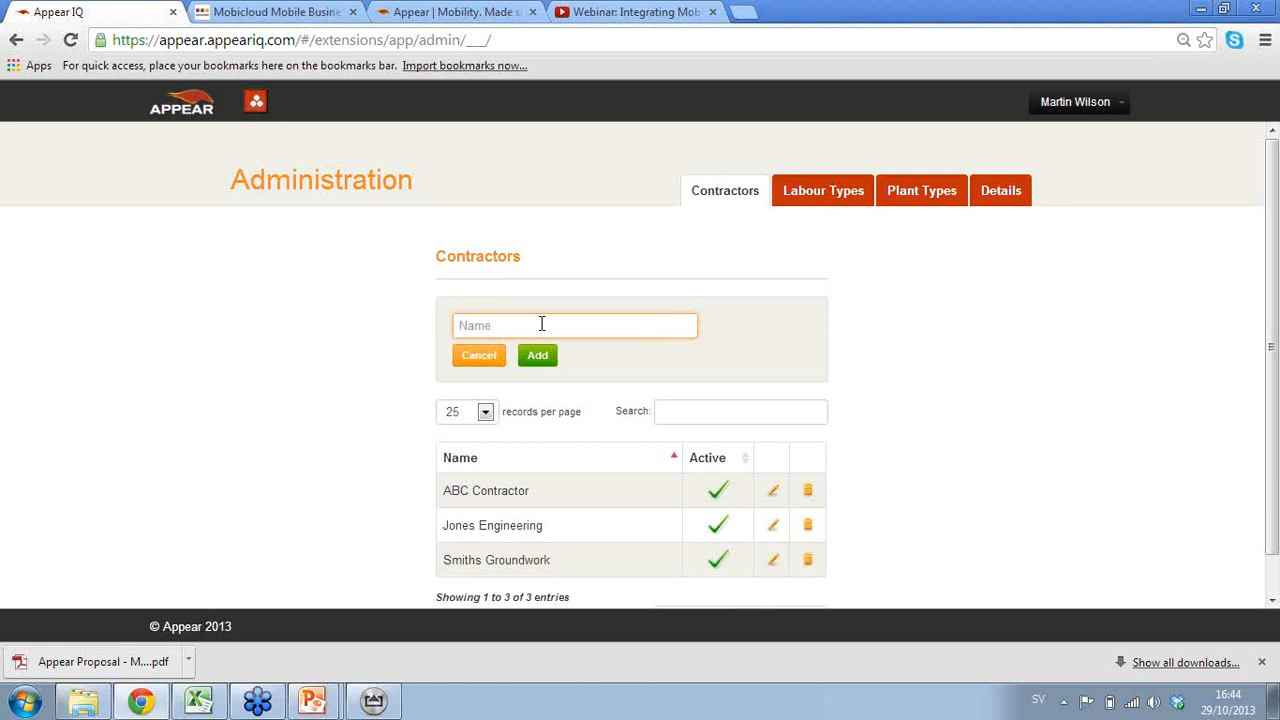 Appear IQ
Mobicloud Mobile Busine
Appear | Mobility. Made s
Webinar: Integrating Mob
https://appear.appeariq.com/#/extensions/app/admin/___/
Apps For quick access, place your bookmarks here on the bookmarks bar. Import bookmarks now...
APPEAR
Martin Wilson
Administration
Contractors Labour Types Plant Types Details
Contractors
Name
Cancel Add
25 records per page Search:
Name Active
ABC Contractor
Jones Engineering
Smiths Groundwork
Showing 1 to 3 of 3 entries
© Appear 2013
Appear Proposal - M....pdf
Show all downloads...
SV
16:44
29/10/2013